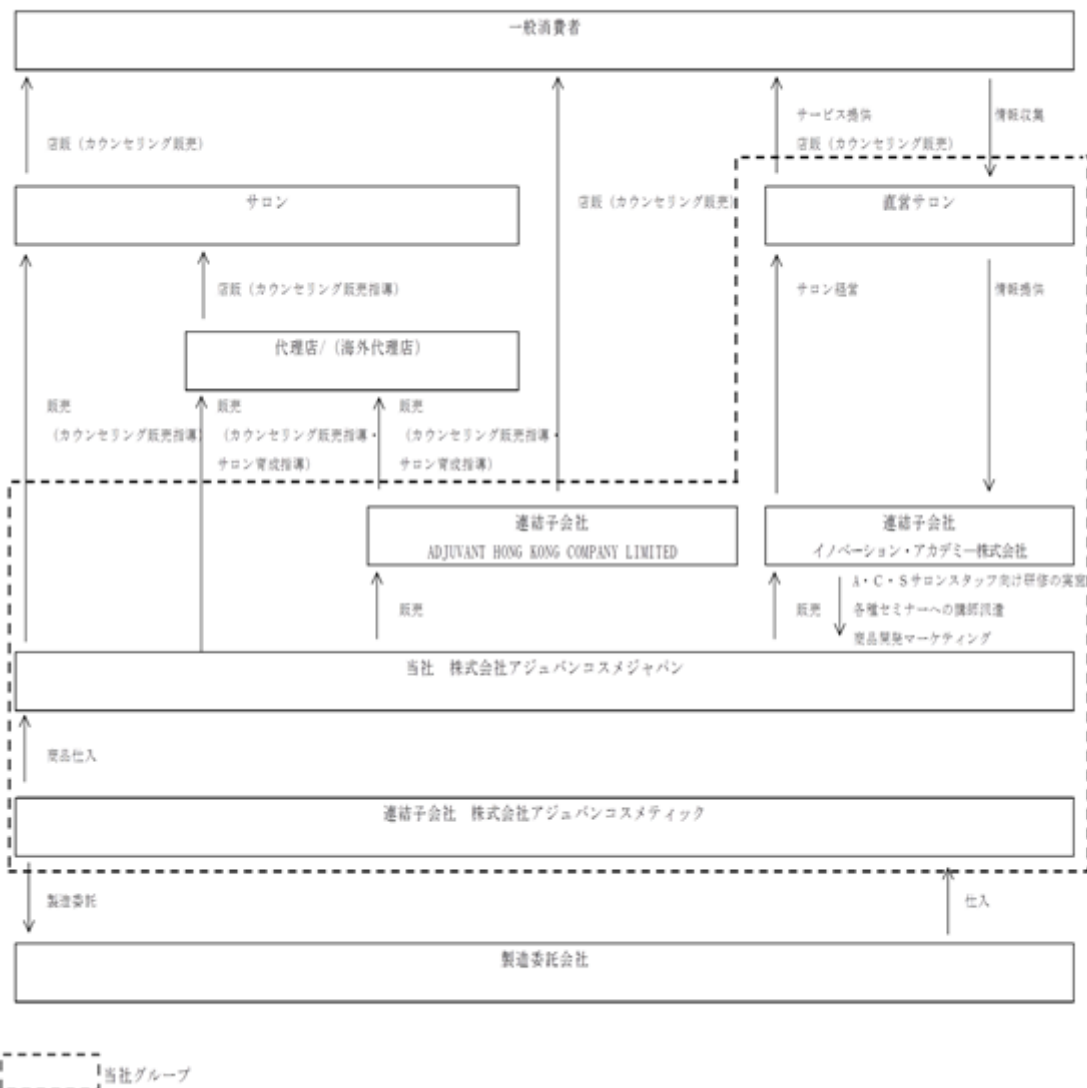 一般消費者
サービス提供
情報収集
店販（カウンセリング販売）
店販（カウンセリング販売）
サロン
店販（カウンセリング販売）
直営サロン
店販（カウンセリング販売指導）
サロン経営
情報提供
代理店/（海外代理店）
販売
販売
販売
（カウンセリング販売指導）
（カウンセリング販売指導・
（カウンセリング販売指導・
サロン育成指導）
サロン育成指導）
連結子会社
ADJUVANT HONG KONG COMPANY LIMITED
連結子会社
イノベーション・アカデミー株式会社
販売
販売
A・C・Sサロンスタッフ向け研修の実施
各種セミナーへの講師派遣
商品開発マーケティング
当社　株式会社アジュバンコスメジャパン
商品仕入
連結子会社　株式会社アジュバンコスメティック
製造委託
仕入
製造委託会社
当社グループ